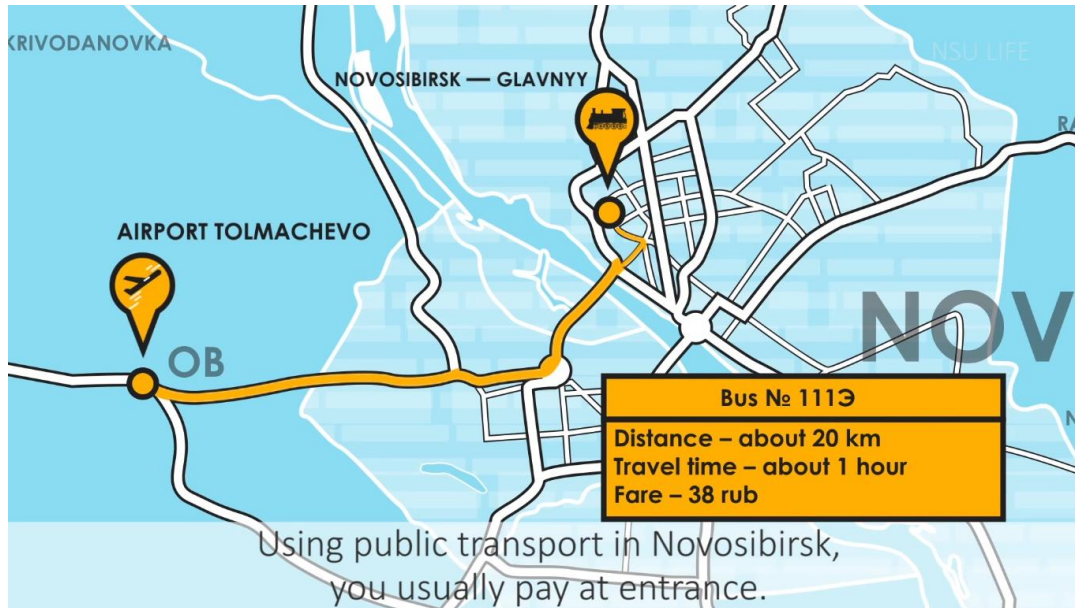 KRIVODANOVKA
NSU LIFE
NOVOSIBIRSK — GLAVNYY
RA
AIRPORT TOLMACHEVO
OB
NOV
Bus № 111Э
Distance – about 20 km
Travel time – about 1 hour
Fare – 38 rub
N
Using public transport in Novosibirsk,
you usually pay at entrance.